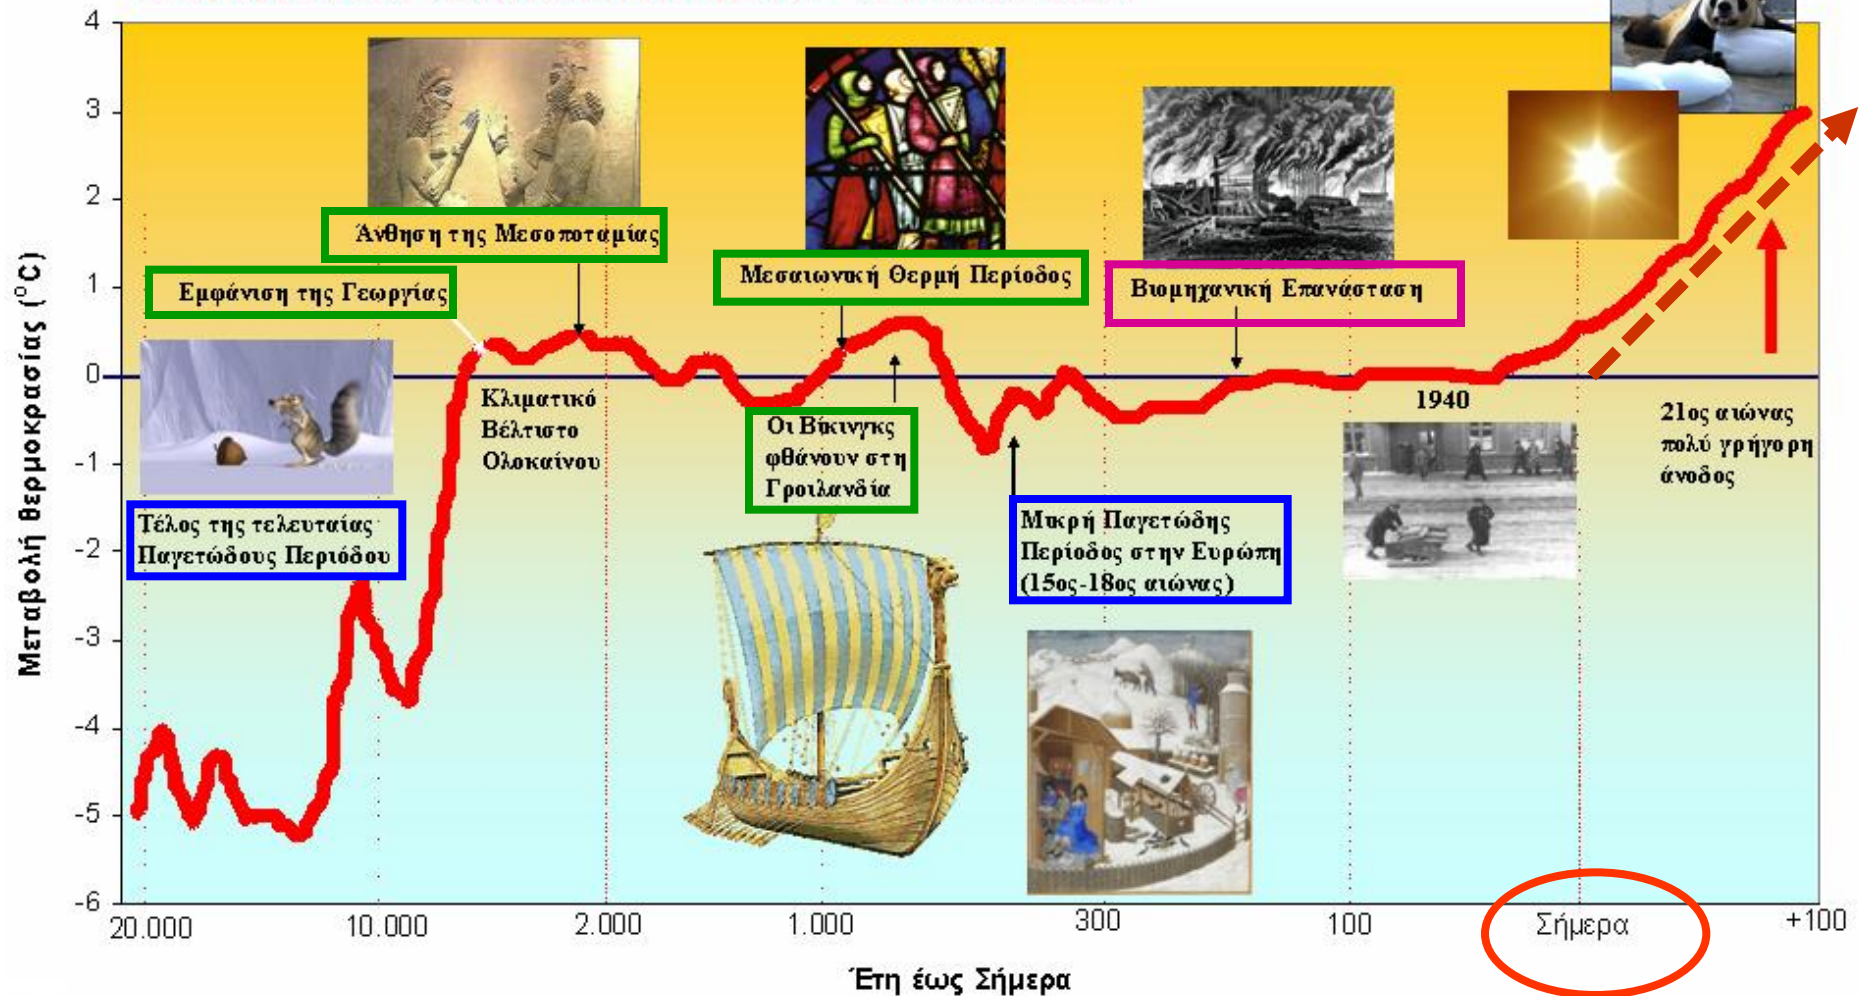 4
3
2
1
0
-1
-2
-3
-4
-5
-6
Μεταβολή θερμοκρασίας (°C)
Άνθηση της Μεσοποταμίας
Εμφάνιση της Γεωργίας
Μεσαιωνική Θερμή Περίοδος
Βιομηχανική Επανάσταση
Κλιματικό
Βέλτιστο
Ολοκαίνου
Οι Βίκινγκς
φθάνουν στη
Γροιλανδία
1940
21ος αιώνας
πολύ γρήγορη
άνοδος
Τέλος της τελευταίας
Παγετώδους Περιόδου
Μικρή Παγετώδης
Περίοδος στην Ευρώπη
(15ος-18ος αιώνας)
20.000 10.000 2.000 1.000 300 100 Σήμερα +100
Έτη έως Σήμερα